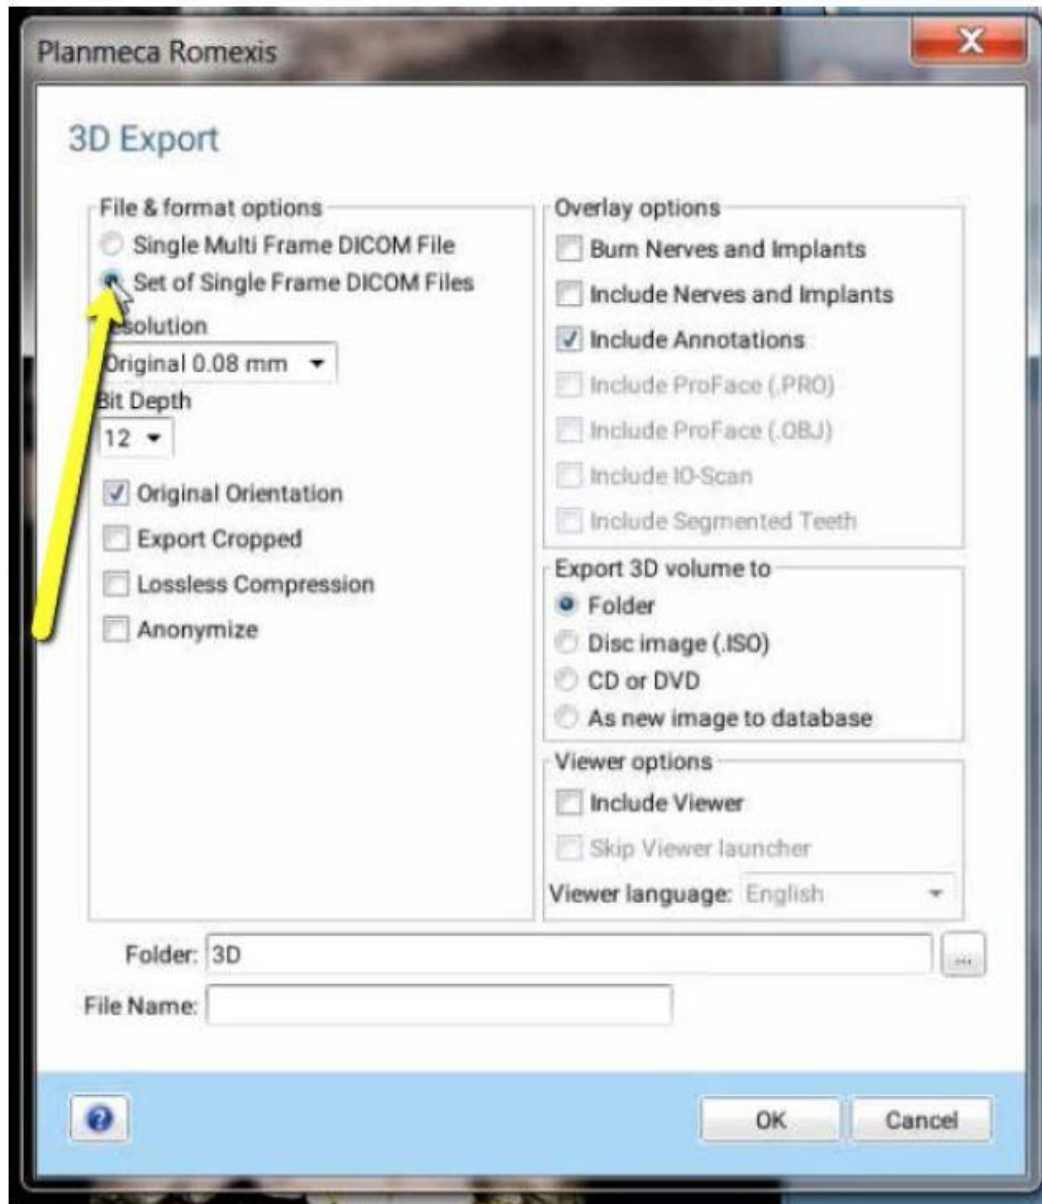 Planmeca Romexis
3D Export
File & format options
Single Multi Frame DICOM File
Set of Single Frame DICOM Files
Resolution
Original 0.08 mm
Bit Depth
12
Original Orientation
Export Cropped
Lossless Compression
Anonymize
Overlay options
Burn Nerves and Implants
Include Nerves and Implants
Include Annotations
Include ProFace (.PRO)
Include ProFace (.OBJ)
Include IO-Scan
Include Segmented Teeth
Export 3D volume to
Folder
Disc image (.ISO)
CD or DVD
As new image to database
Viewer options
Include Viewer
Skip Viewer launcher
Viewer language: English
Folder: 3D ...
File Name:
? OK Cancel